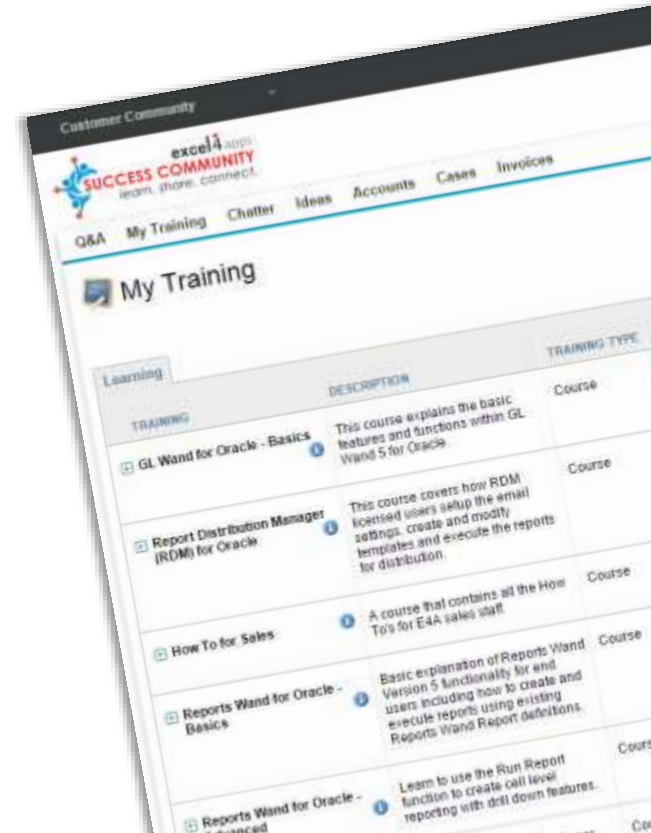 Customer Community
excel4apps
SUCCESS COMMUNITY
learn. share. connect.
Q&A My Training Chatter Ideas Accounts Cases Invoices
My Training
Learning
TRAINING DESCRIPTION TRAINING TYPE
GL Wand for Oracle - Basics
This course explains the basic
features and functions within GL
Wand 5 for Oracle.
Course
Report Distribution Manager
(RDM) for Oracle
This course covers how RDM
licensed users setup the email
settings, create and modify
templates and execute the reports
for distribution.
Course
How To for Sales
A course that contains all the How
To's for E4A sales staff.
Course
Reports Wand for Oracle -
Basics
Basic explanation of Reports Wand
Version 5 functionality for end
users including how to create and
execute reports using existing
Reports Wand Report definitions.
Course
Reports Wand for Oracle -
Advanced
Learn to use the Run Report
function to create cell level
reporting with drill down features.